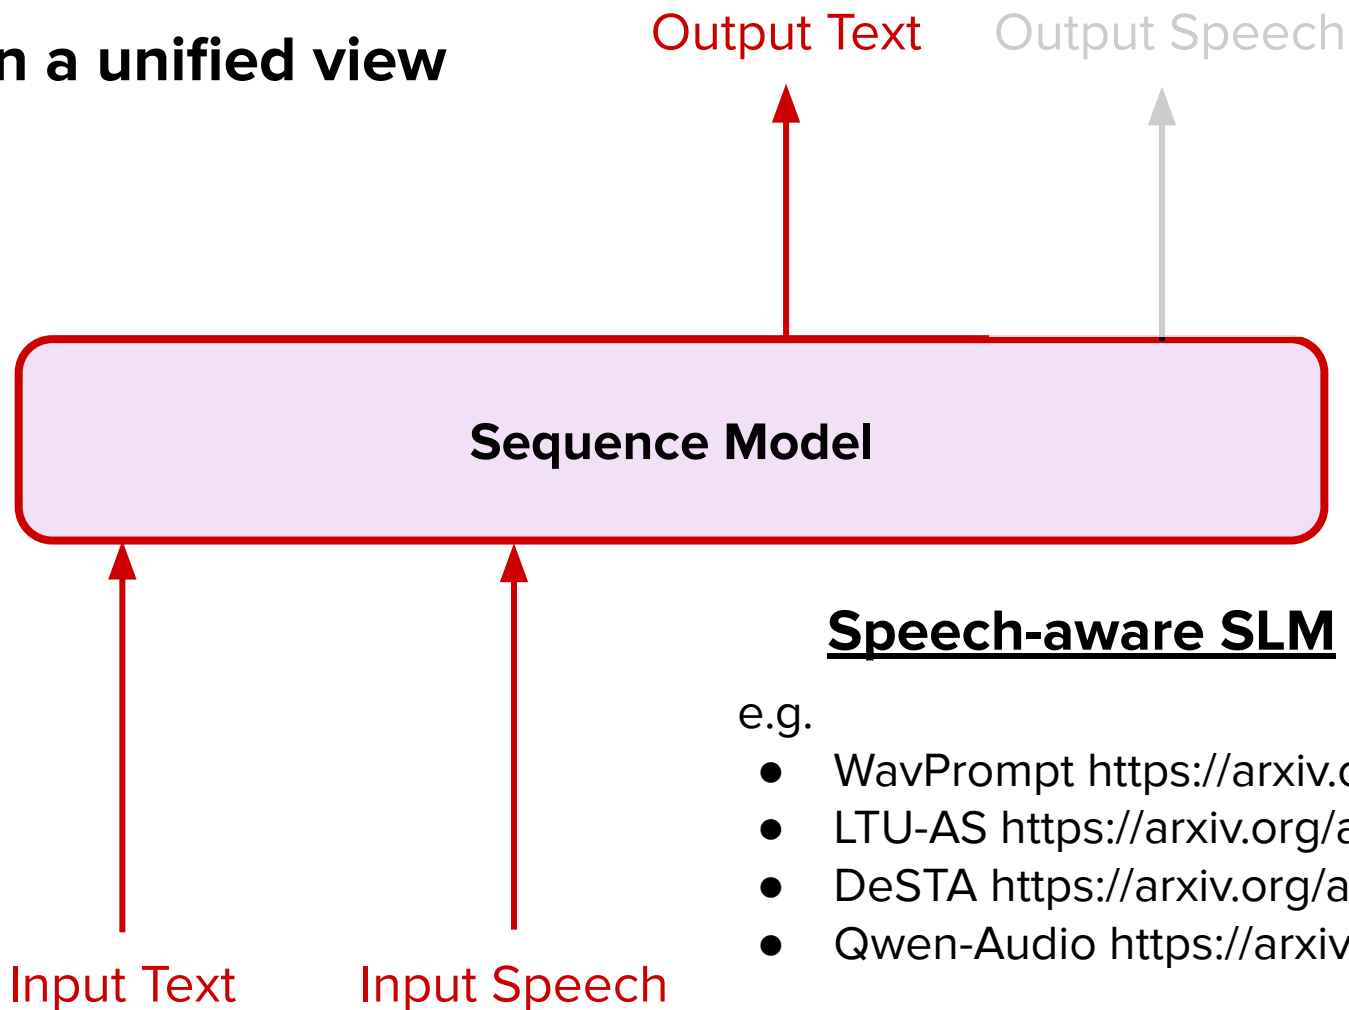 n a unified view
Output Text
Output Speech
Sequence Model
Speech-aware SLM
e.g.
● WavPrompt https://arxiv.o
● LTU-AS https://arxiv.org/a
● DeSTA https://arxiv.org/a
● Qwen-Audio https://arxiv
Input Text
Input Speech